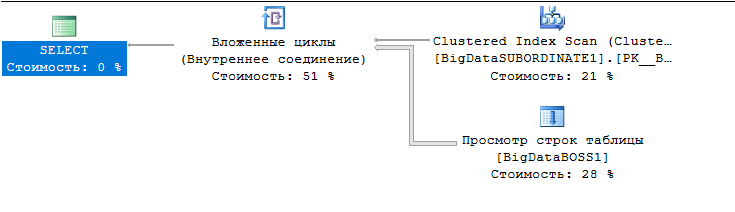 SELECT
Стоимость: 0 %
Вложенные циклы
(Внутреннее соединение)
Стоимость: 51 %
Clustered Index Scan (Cluste…
[BigDataSUBORDINATE1].[PK__B…
Стоимость: 21 %
Просмотр строк таблицы
[BigDataBOSS1]
Стоимость: 28 %